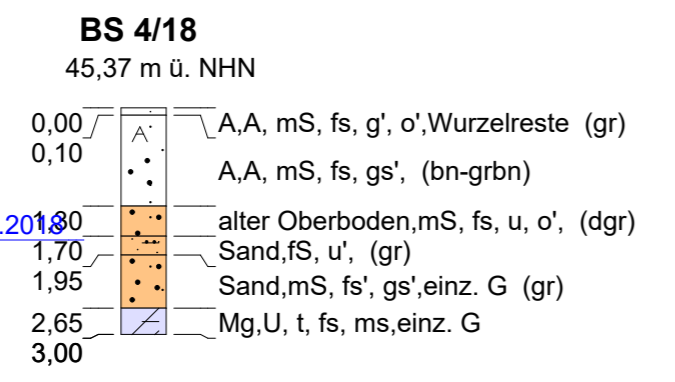 BS 4/18
45,37 m ü. NHN
0,00 A,A, mS, fs, g', o',Wurzelreste (gr)
0,10
A A,A, mS, fs, gs', (bn-grbn)
.2018 1,30 alter Oberboden,mS, fs, u, o', (dgr)
1,70 Sand,fS, u', (gr)
1,95 Sand,mS, fs', gs',einz. G (gr)
2,65 Mg,U, t, fs, ms,einz. G
3,00